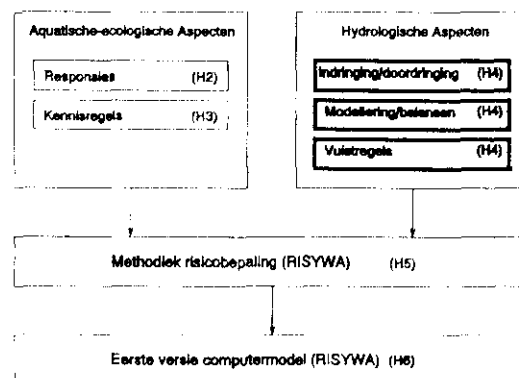 Aquatische-ecologische Aspecten
Responsies (H2)
Kennisregels (H3)
Hydrologische Aspecten
Indringing/doordringing (H4)
Modellering/balansen (H4)
Vuistregels (H4)
Methodiek risicobepaling (RISYWA) (H5)
Eerste versie computermodel (RISYWA) (H6)